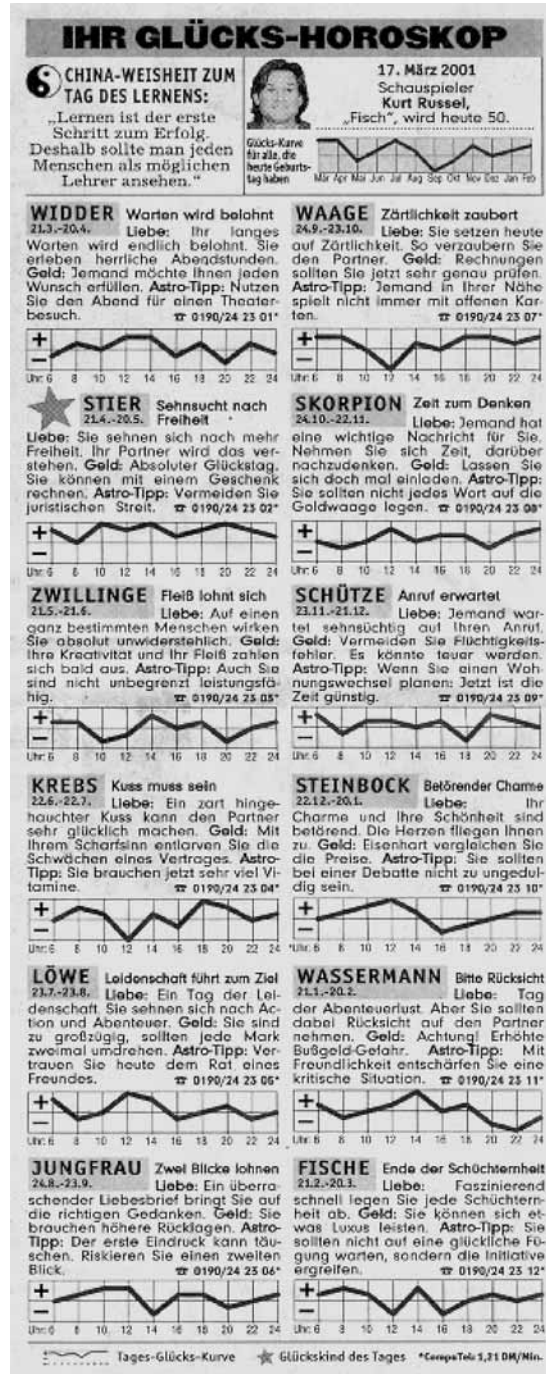 IHR GLÜCKS-HOROSKOP
CHINA-WEISHEIT ZUM
TAG DES LERNENS:
„Lernen ist der erste
Schritt zum Erfolg.
Deshalb sollte man jeden
Menschen als möglichen
Lehrer ansehen.“
17. März 2001
Schauspieler
Kurt Russel,
„Fisch“, wird heute 50.
Glücks-Kurve
für alle, die
heute Geburts-
tag haben
Mär Apr Mai Jun Jul Aug Sep Okt Nov Dez Jan Feb
WIDDER Warten wird belohnt
21.3.-20.4. Liebe: Ihr langes
Warten wird endlich belohnt. Sie
erleben herrliche Abendstunden.
Geld: Jemand möchte Ihnen jeden
Wunsch erfüllen. Astro-Tipp: Nutzen
Sie den Abend für einen Theater-
besuch. ☎ 0190/24 23 01*
+
−
Uhr: 6 8 10 12 14 16 18 20 22 24
STIER Sehnsucht nach
21.4.-20.5. Freiheit
Liebe: Sie sehnen sich nach mehr
Freiheit. Ihr Partner wird das ver-
stehen. Geld: Absoluter Glückstag.
Sie können mit einem Geschenk
rechnen. Astro-Tipp: Vermeiden Sie
juristischen Streit. ☎ 0190/24 23 02*
+
−
Uhr: 6 8 10 12 14 16 18 20 22 24
ZWILLINGE Fleiß lohnt sich
21.5.-21.6. Liebe: Auf einen
ganz bestimmten Menschen wirken
Sie absolut unwiderstehlich. Geld:
Ihre Kreativität und Ihr Fleiß zahlen
sich bald aus. Astro-Tipp: Auch Sie
sind nicht unbegrenzt leistungsfä-
hig. ☎ 0190/24 23 03*
+
−
Uhr: 6 8 10 12 14 16 18 20 22 24
KREBS Kuss muss sein
22.6.-22.7. Liebe: Ein zart hinge-
hauchter Kuss kann den Partner
sehr glücklich machen. Geld: Mit
Ihrem Scharfsinn entlarven Sie die
Schwächen eines Vertrages. Astro-
Tipp: Sie brauchen jetzt sehr viel Vi-
tamine. ☎ 0190/24 23 04*
+
−
Uhr: 6 8 10 12 14 16 18 20 22 24
LÖWE Leidenschaft führt zum Ziel
23.7.-23.8. Liebe: Ein Tag der Lei-
denschaft. Sie sehnen sich nach Ac-
tion und Abenteuer. Geld: Sie sind
zu großzügig, sollten jede Mark
zweimal umdrehen. Astro-Tipp: Ver-
trauen Sie heute dem Rat eines
Freundes. ☎ 0190/24 23 05*
+
−
Uhr: 6 8 10 12 14 16 18 20 22 24
JUNGFRAU Zwei Blicke lohnen
24.8.-23.9. Liebe: Ein überra-
schender Liebesbrief bringt Sie auf
die richtigen Gedanken. Geld: Sie
brauchen höhere Rücklagen. Astro-
Tipp: Der erste Eindruck kann täu-
schen. Riskieren Sie einen zweiten
Blick. ☎ 0190/24 23 06*
+
−
Uhr: 6 8 10 12 14 16 18 20 22 24
WAAGE Zärtlichkeit zaubert
24.9.-23.10. Liebe: Sie setzen heute
auf Zärtlichkeit. So verzaubern Sie
den Partner. Geld: Rechnungen
sollten Sie jetzt sehr genau prüfen.
Astro-Tipp: Jemand in Ihrer Nähe
spielt nicht immer mit offenen Kar-
ten. ☎ 0190/24 23 07*
+
−
Uhr: 6 8 10 12 14 16 18 20 22 24
SKORPION Zeit zum Denken
24.10.-22.11. Liebe: Jemand hat
eine wichtige Nachricht für Sie.
Nehmen Sie sich Zeit, darüber
nachzudenken. Geld: Lassen Sie
sich doch mal einladen. Astro-Tipp:
Sie sollten nicht jedes Wort auf die
Goldwaage legen. ☎ 0190/24 23 08*
+
−
Uhr: 6 8 10 12 14 16 18 20 22 24
SCHÜTZE Anruf erwartet
23.11.-21.12. Liebe: Jemand war-
tet sehnsüchtig auf Ihren Anruf.
Geld: Vermeiden Sie Flüchtigkeits-
fehler. Es könnte teuer werden.
Astro-Tipp: Wenn Sie einen Woh-
nungswechsel planen: Jetzt ist die
Zeit günstig. ☎ 0190/24 23 09*
+
−
Uhr: 6 8 10 12 14 16 18 20 22 24
STEINBOCK Betörender Charme
22.12.-20.1. Liebe: Ihr
Charme und Ihre Schönheit sind
betörend. Die Herzen fliegen Ihnen
zu. Geld: Eisenhart vergleichen Sie
die Preise. Astro-Tipp: Sie sollten
bei einer Debatte nicht zu ungedul-
dig sein. ☎ 0190/24 23 10*
+
−
Uhr: 6 8 10 12 14 16 18 20 22 24
WASSERMANN Bitte Rücksicht
21.1.-20.2. Liebe: Tag
der Abenteuerlust. Aber Sie sollten
dabei Rücksicht auf den Partner
nehmen. Geld: Achtung! Erhöhte
Bußgeld-Gefahr. Astro-Tipp: Mit
Freundlichkeit entschärfen Sie eine
kritische Situation. ☎ 0190/24 23 11*
+
−
Uhr: 6 8 10 12 14 16 18 20 22 24
FISCHE Ende der Schüchternheit
21.2.-20.3. Liebe: Faszinierend
schnell legen Sie jede Schüchtern-
heit ab. Geld: Sie können sich et-
was Luxus leisten. Astro-Tipp: Sie
sollten nicht auf eine glückliche Fü-
gung warten, sondern die Initiative
ergreifen. ☎ 0190/24 23 12*
+
−
Uhr: 6 8 10 12 14 16 18 20 22 24
Tages-Glücks-Kurve Glückskind des Tages *CompuTel: 1,21 DM/Min.